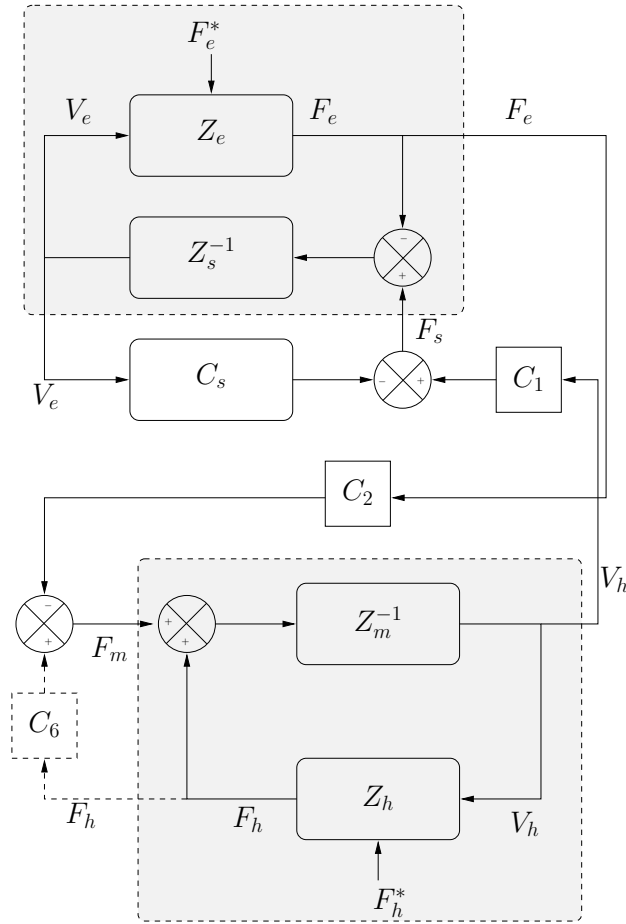 F_e^*
V_e
F_e
F_e
Z_e
Z_s^{-1}
−
+
F_s
V_e
C_s
−
+
C_1
C_2
V_h
−
+
F_m
+
+
Z_m^{-1}
C_6
F_h
F_h
Z_h
V_h
F_h^*